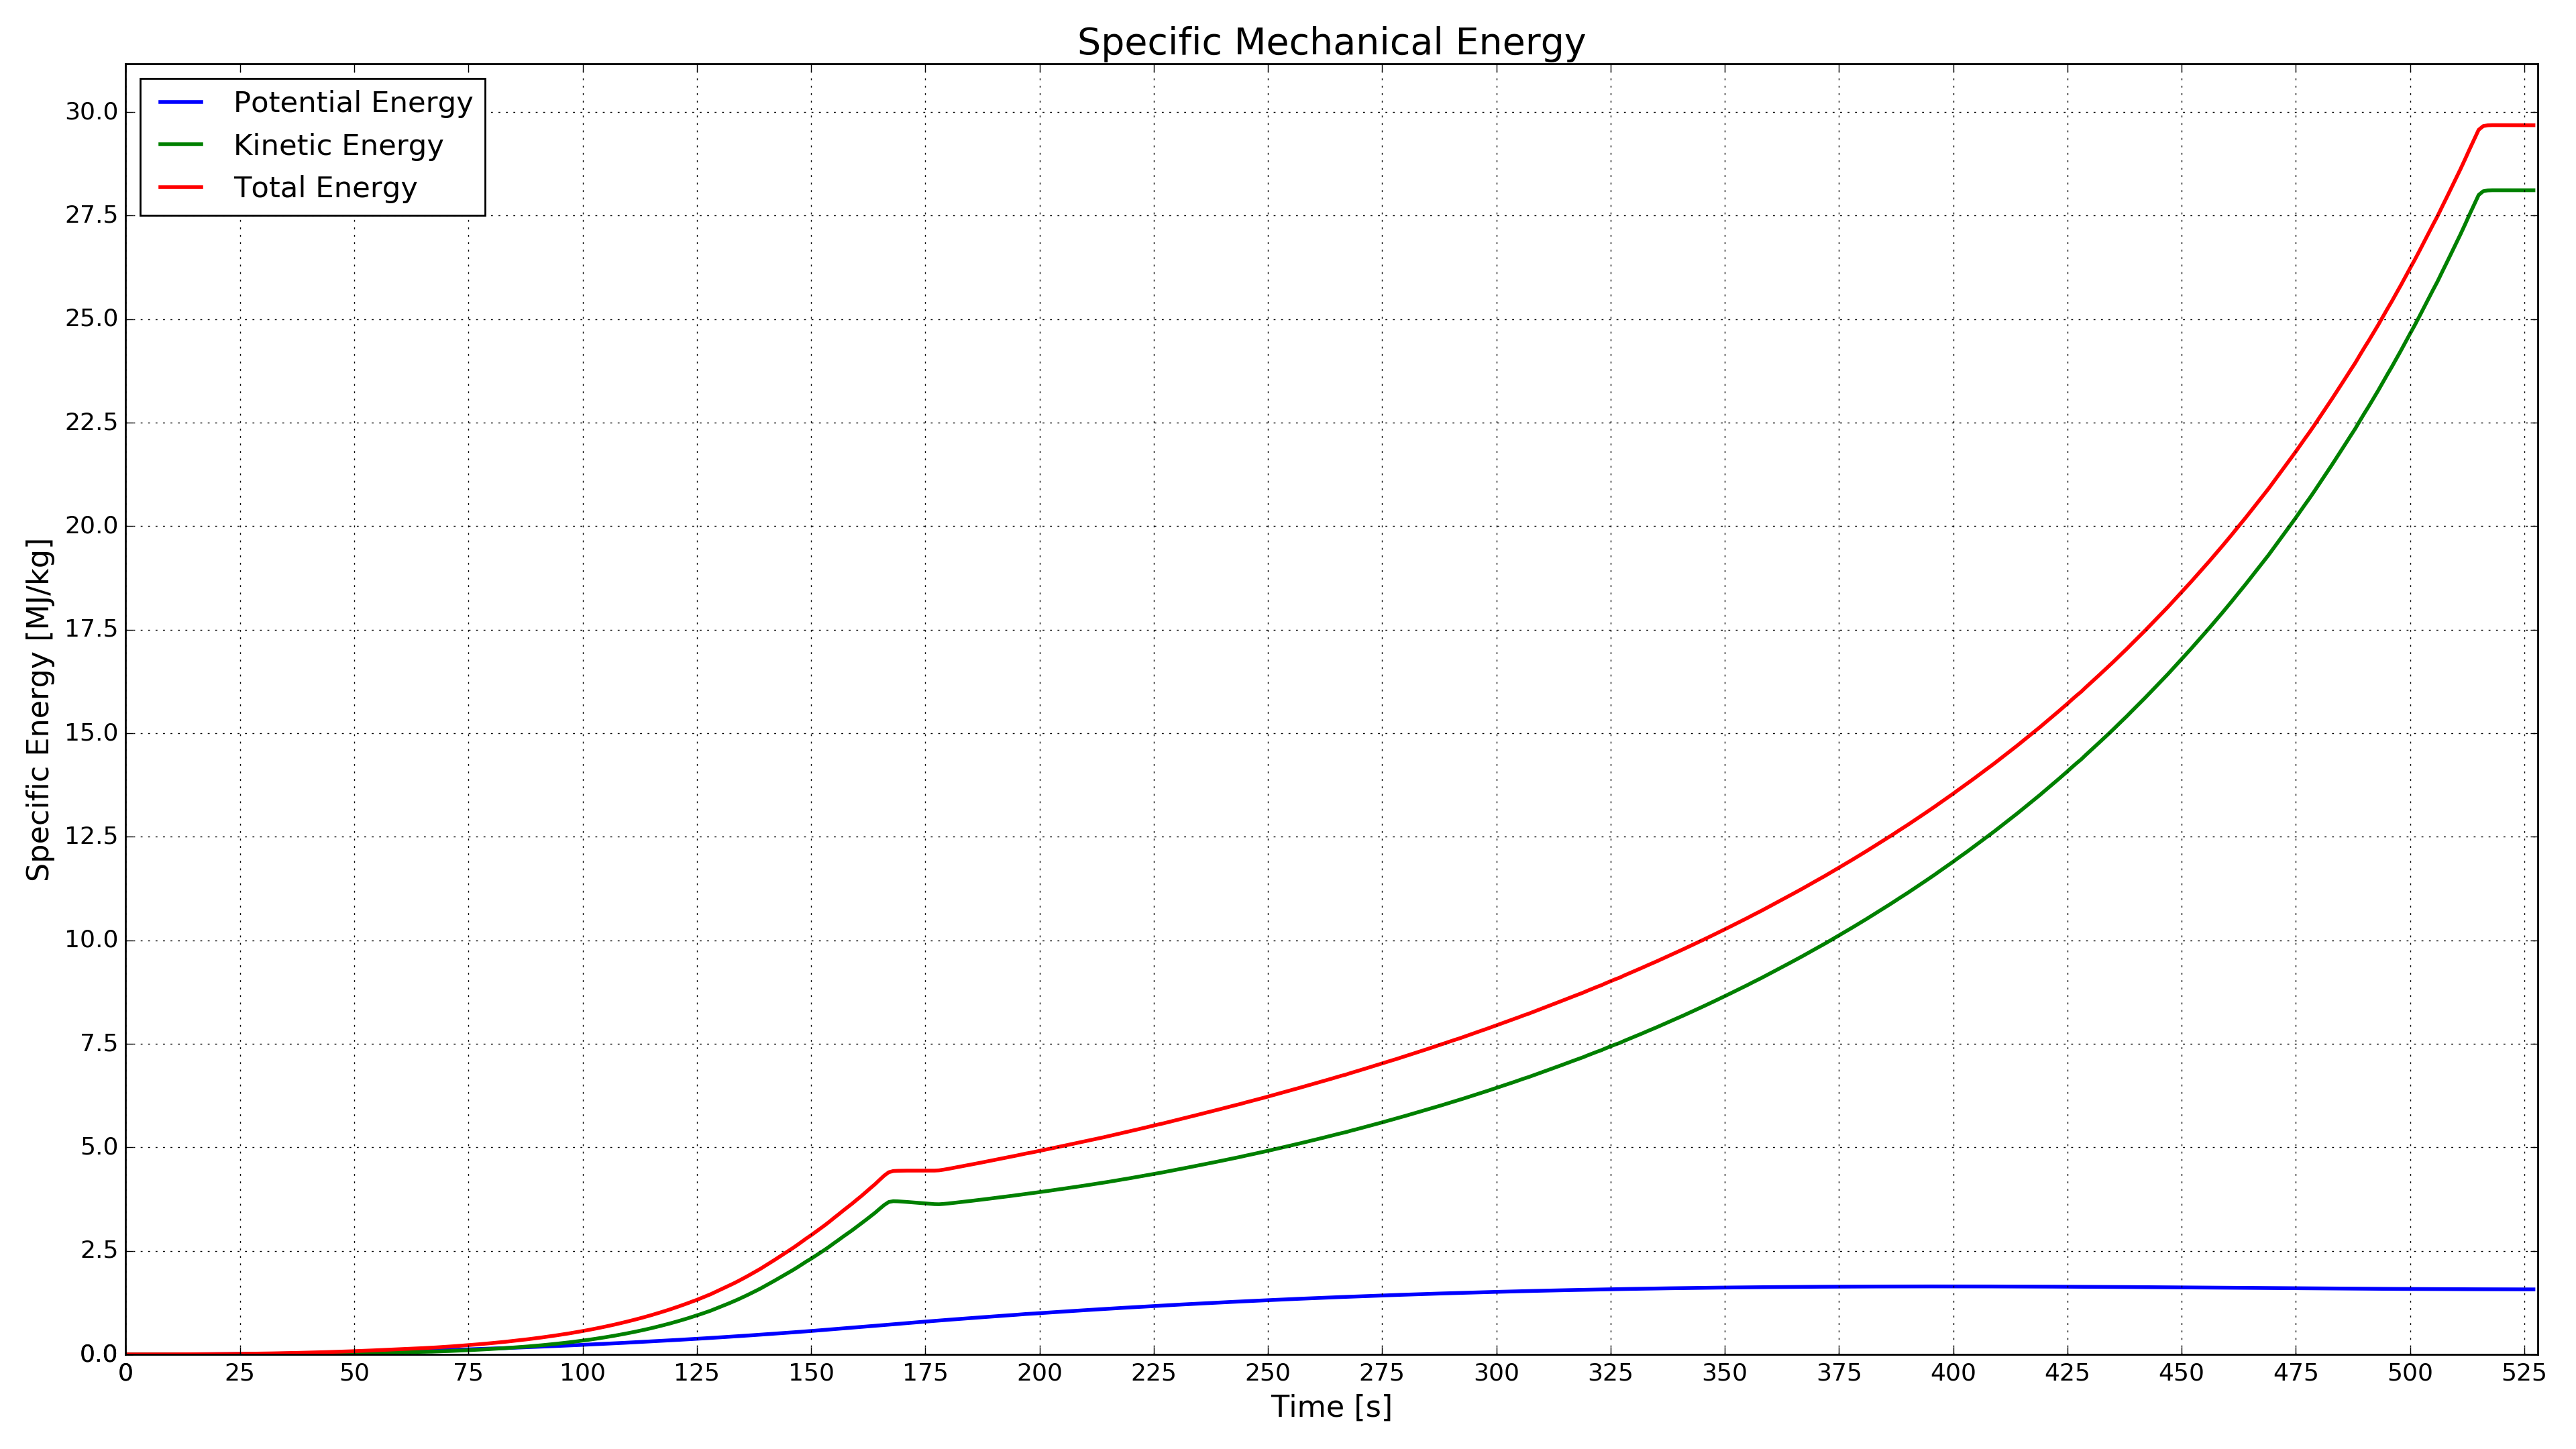 Specific Mechanical Energy
Potential Energy
Kinetic Energy
Total Energy
Specific Energy [MJ/kg]
30.0
27.5
25.0
22.5
20.0
17.5
15.0
12.5
10.0
7.5
5.0
2.5
0.0
0 25 50 75 100 125 150 175 200 225 250 275 300 325 350 375 400 425 450 475 500 525
Time [s]